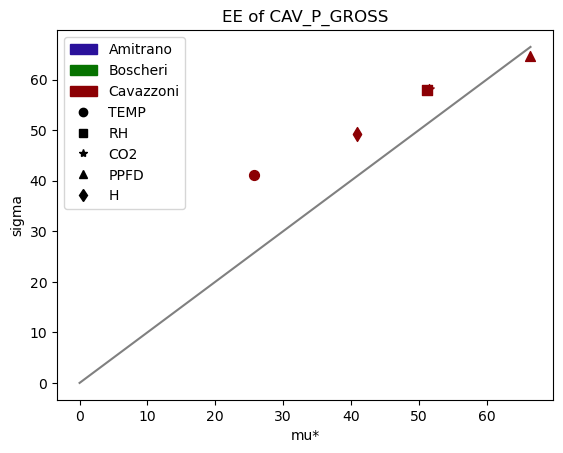 EE of CAV_P_GROSS
Amitrano
Boscheri
Cavazzoni
TEMP
RH
CO2
PPFD
H
60
50
40
30
20
10
0
sigma
0 10 20 30 40 50 60
mu*